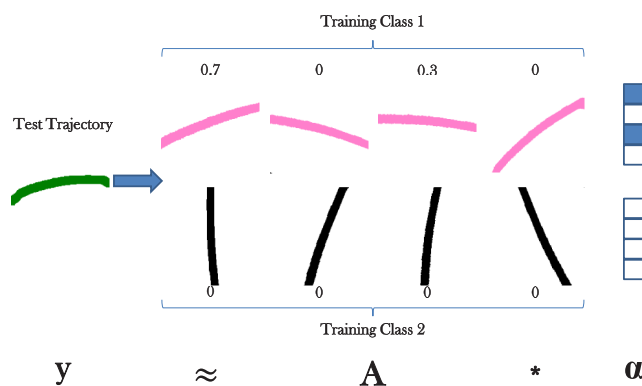 Training Class 1
0.7 0 0.3 0
Test Trajectory
0 0 0 0
Training Class 2
y ≈ A * α